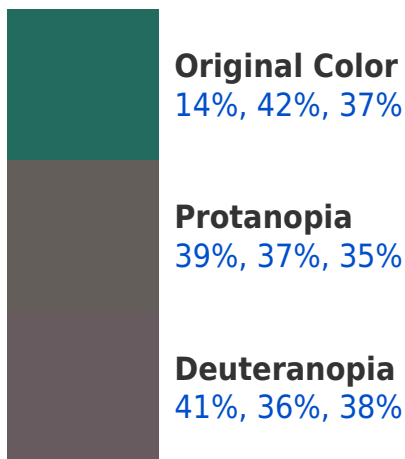 Original Color
14%, 42%, 37%
Protanopia
39%, 37%, 35%
Deuteranopia
41%, 36%, 38%